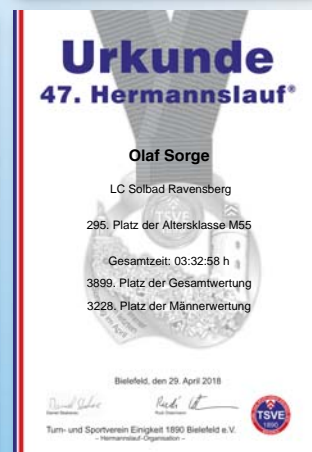 Urkunde
47. Hermannslauf®
Olaf Sorge
LC Solbad Ravensberg
TSVE
295. Platz der Altersklasse M55
Gesamtzeit: 03:32:58 h
3899. Platz der Gesamtwertung
3228. Platz der Männerwertung
Bielefeld, den 29. April 2018
TSVE
1890
Turn- und Sportverein Einigkeit 1890 Bielefeld e.V.
– Hermannslauf-Organisation –